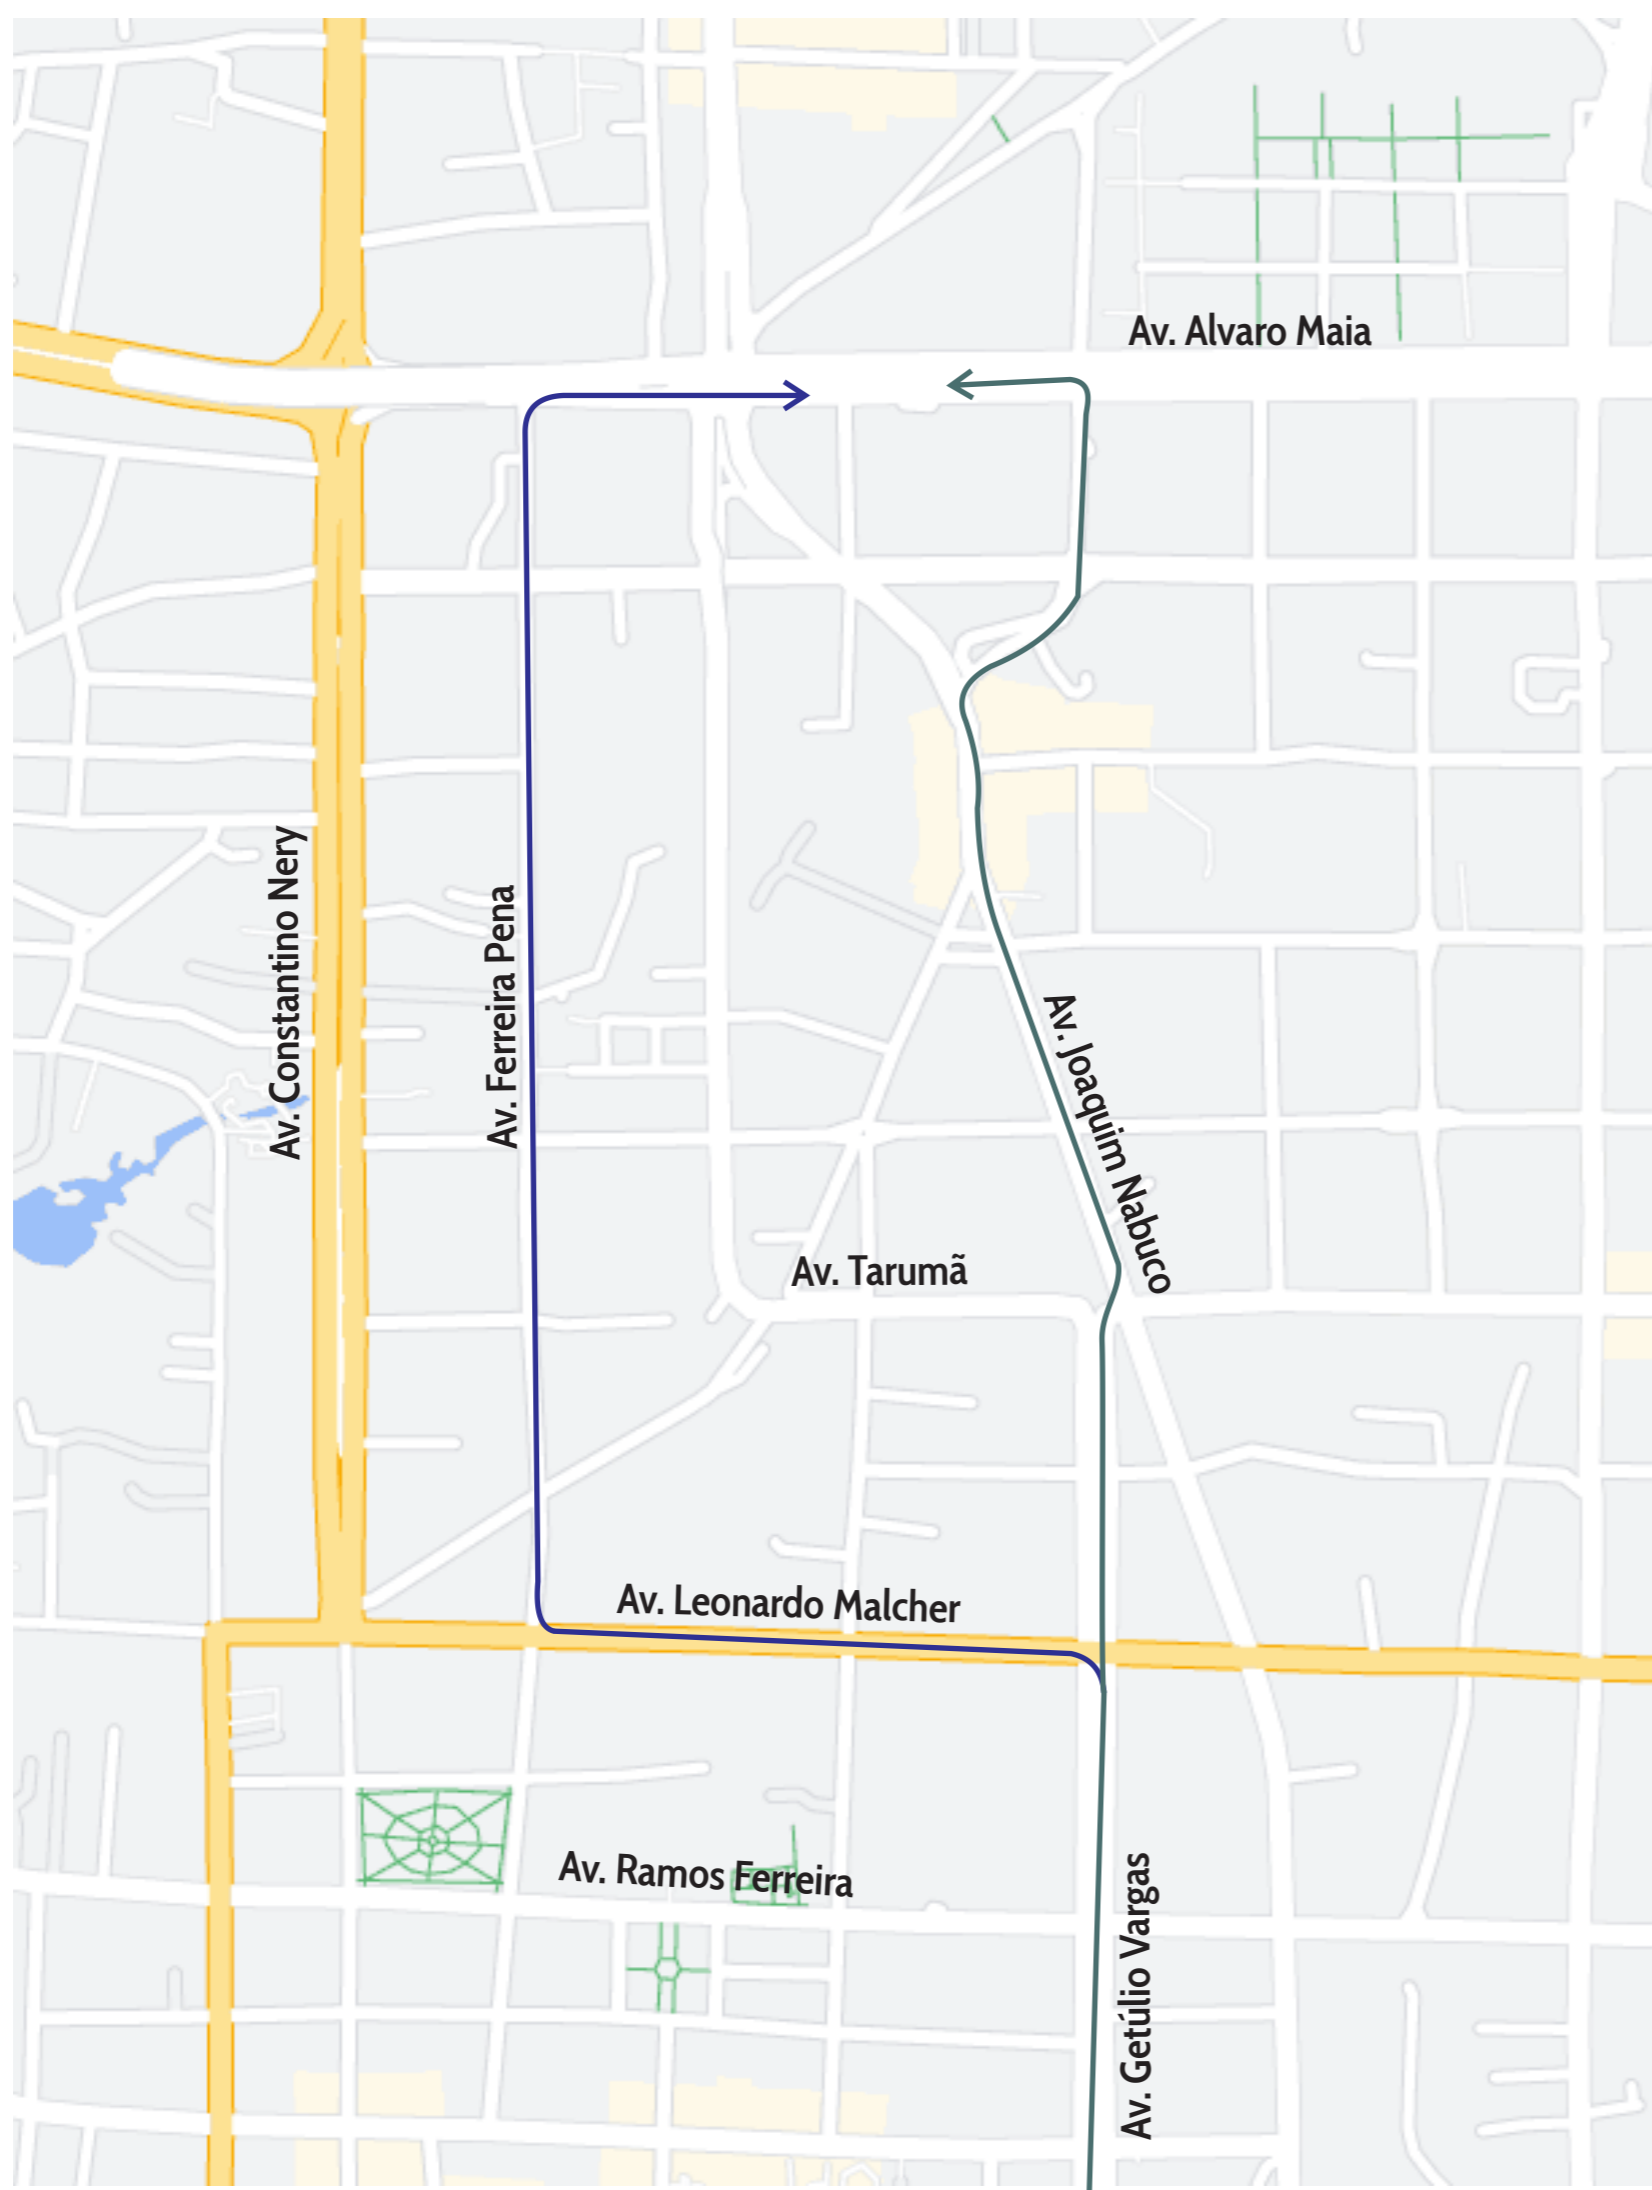 Av. Alvaro Maia
Av. Constantino Nery
Av. Ferreira Pena
Av. Joaquim Nabuco
Av. Tarumã
Av. Leonardo Malcher
Av. Ramos Ferreira
Av. Getúlio Vargas